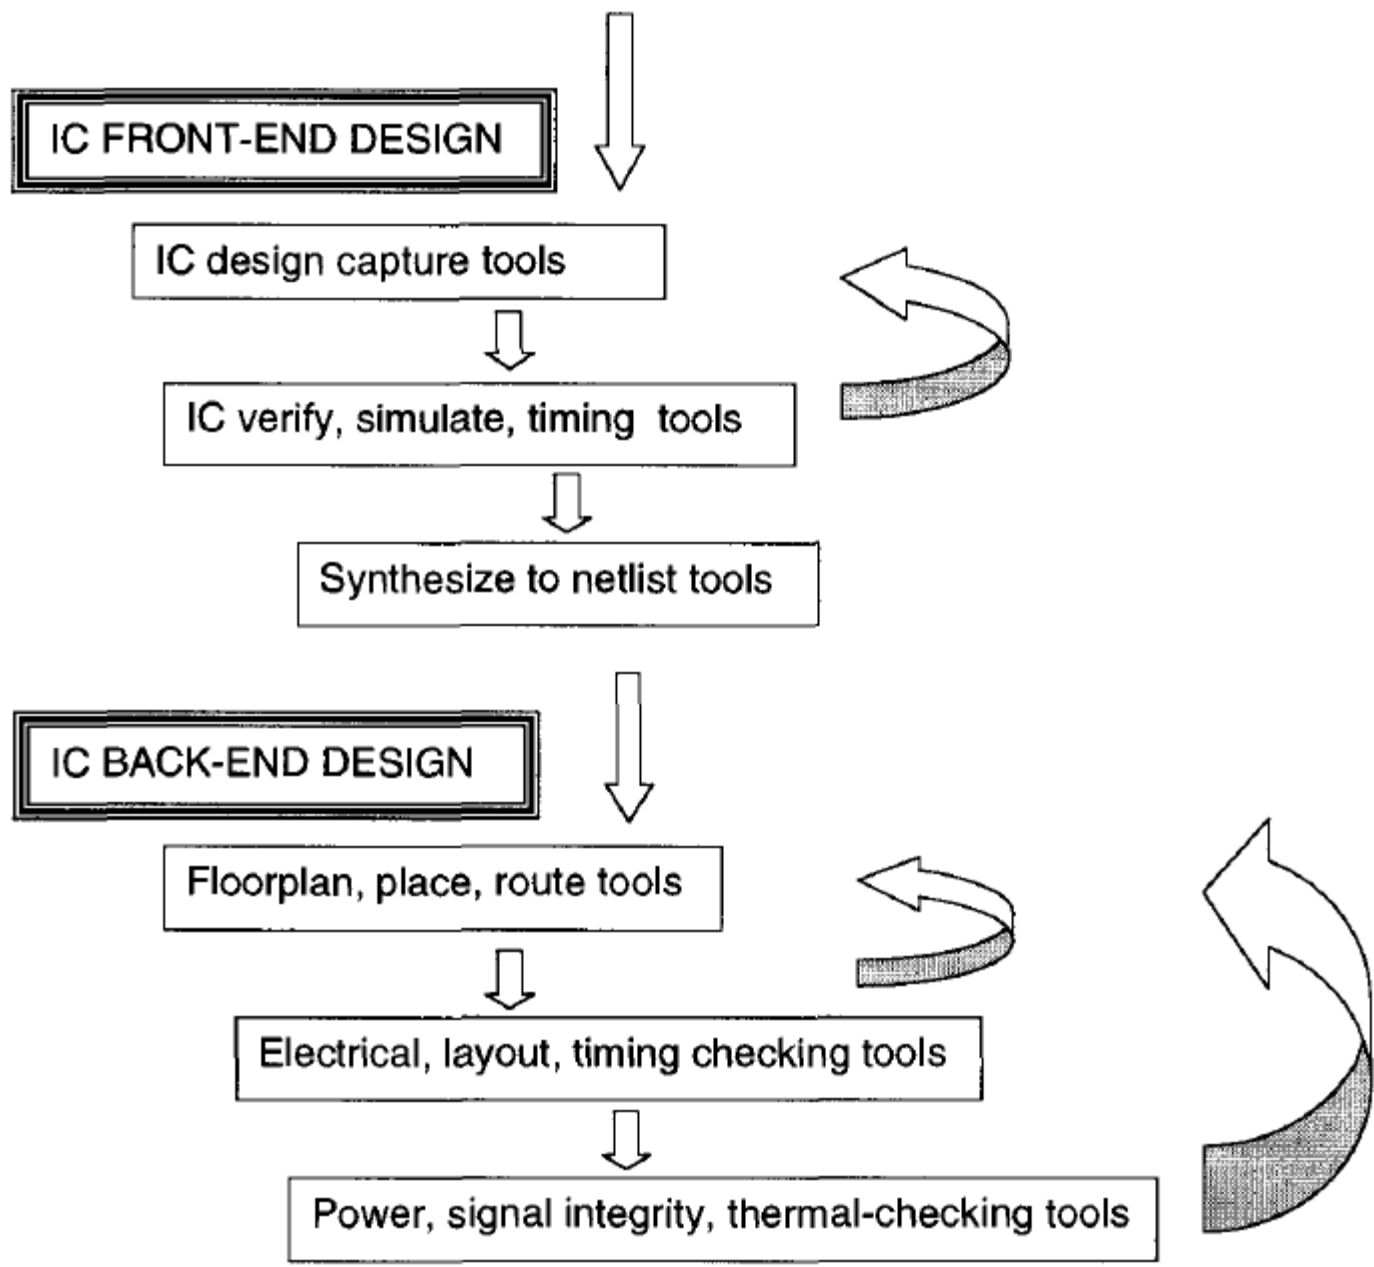 IC FRONT-END DESIGN
IC design capture tools
IC verify, simulate, timing tools
Synthesize to netlist tools
IC BACK-END DESIGN
Floorplan, place, route tools
Electrical, layout, timing checking tools
Power, signal integrity, thermal-checking tools